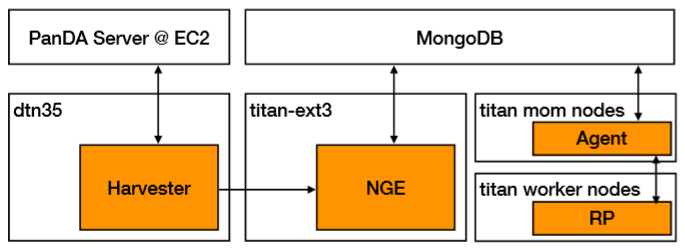 PanDA Server @ EC2
MongoDB
dtn35
Harvester
titan-ext3
NGE
titan mom nodes
Agent
titan worker nodes
RP